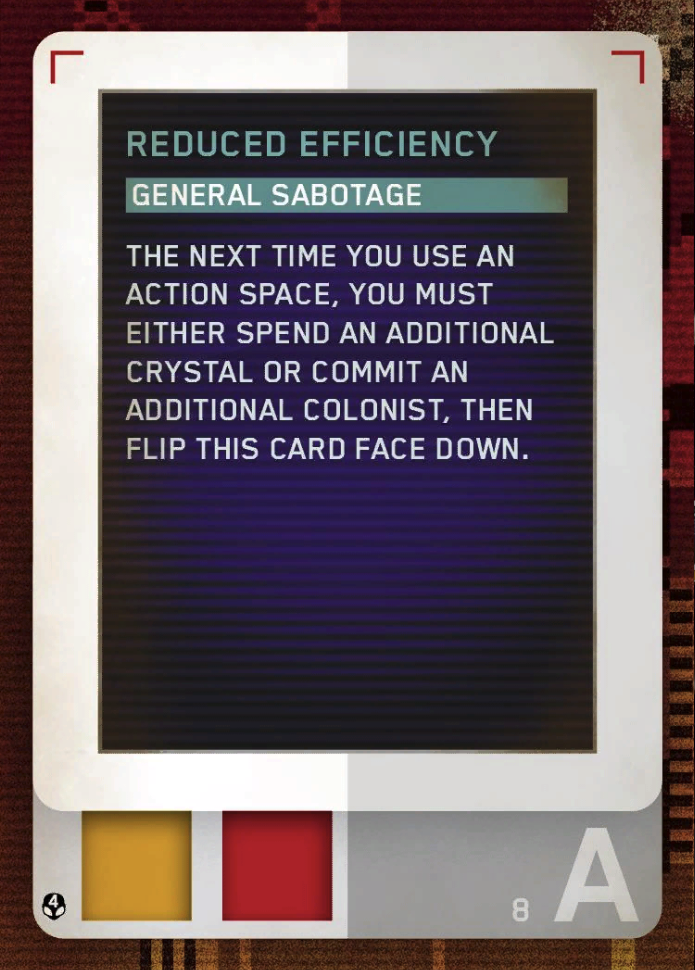 REDUCED EFFICIENCY
GENERAL SABOTAGE
THE NEXT TIME YOU USE AN
ACTION SPACE, YOU MUST
EITHER SPEND AN ADDITIONAL
CRYSTAL OR COMMIT AN
ADDITIONAL COLONIST, THEN
FLIP THIS CARD FACE DOWN.
4
8
A